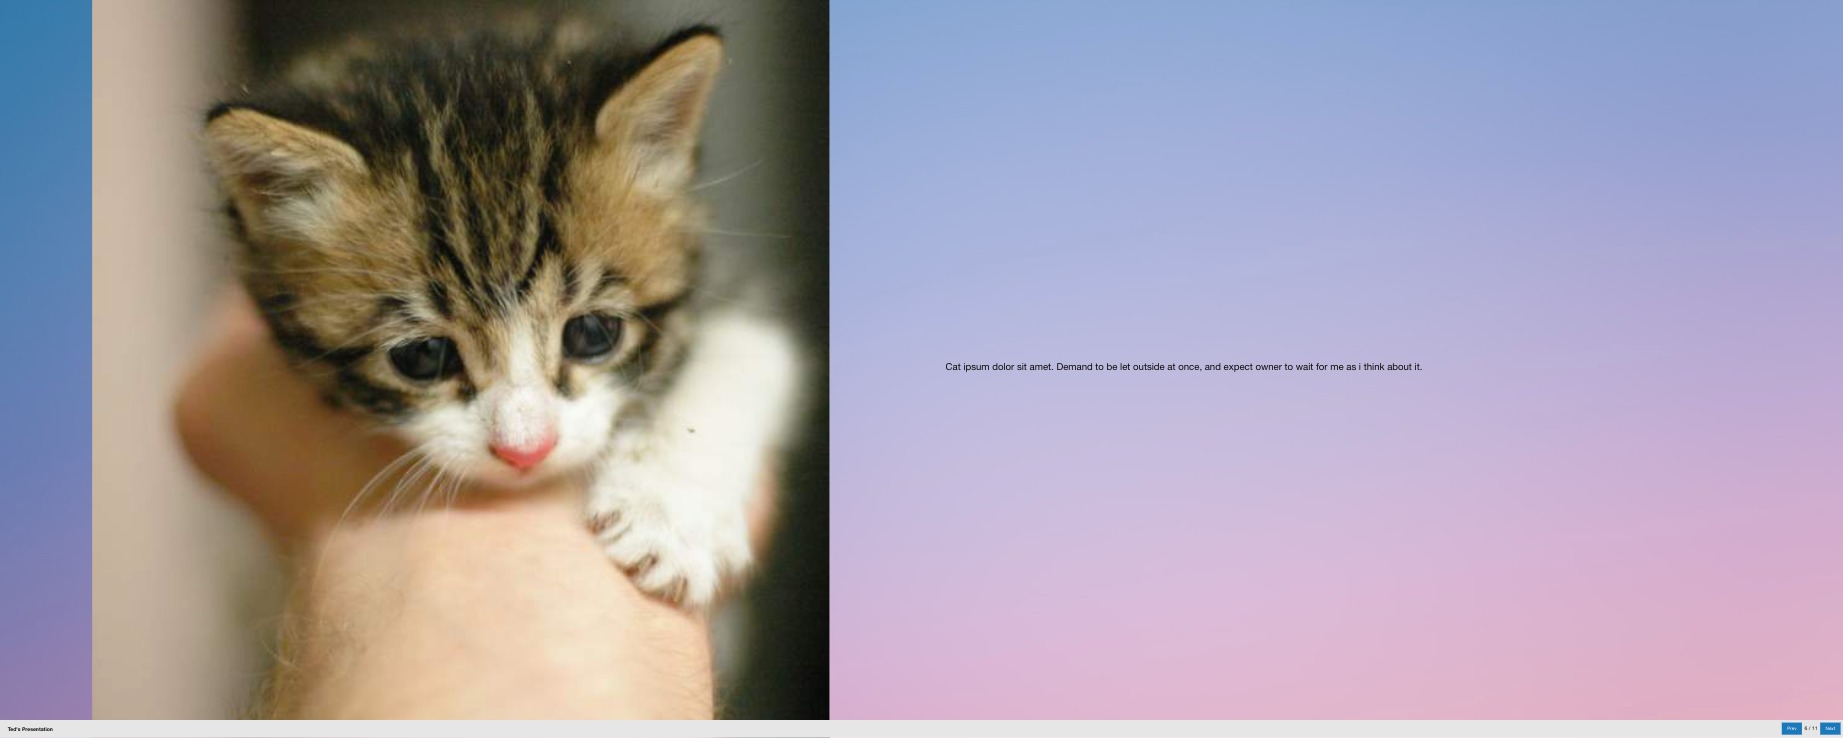 Cat ipsum dolor sit amet. Demand to be let outside at once, and expect owner to wait for me as i think about it.
Ted's Presentation
Prev 6 / 11 Next